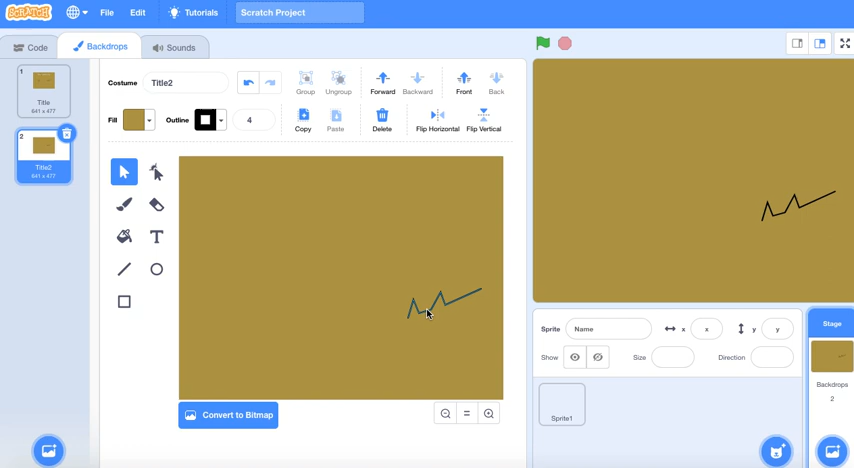 SCRATCH File Edit Tutorials Scratch Project
Code Backdrops Sounds
1
Title
641 x 477
2
Title2
641 x 477
Costume Title2
Group Ungroup Forward Backward Front Back
Fill Outline 4
Copy Paste Delete Flip Horizontal Flip Vertical
Convert to Bitmap
Sprite Name x x y y
Show Size Direction
Sprite1
Stage
Backdrops
2